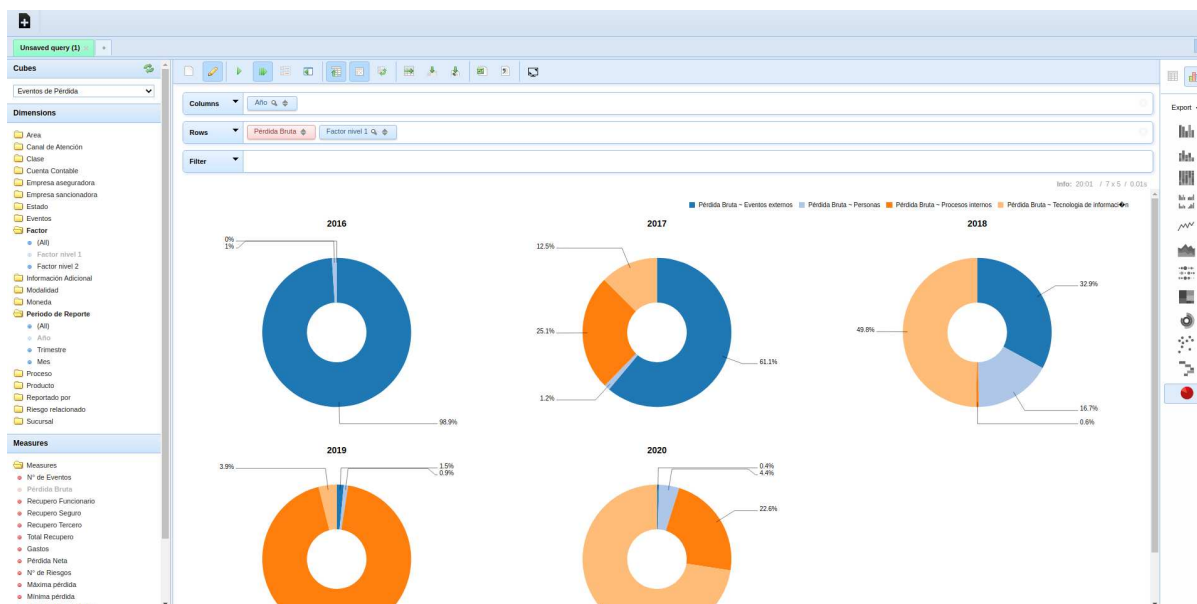 Unsaved query (1)
+
Cubes
Eventos de Pérdida
Dimensions
Area
Canal de Atención
Clase
Cuenta Contable
Empresa aseguradora
Empresa sancionadora
Estado
Eventos
Factor
(All)
Factor nivel 1
Factor nivel 2
Información Adicional
Modalidad
Moneda
Periodo de Reporte
(All)
Año
Trimestre
Mes
Proceso
Producto
Reportado por
Riesgo relacionado
Sucursal
Measures
Measures
N° de Eventos
Pérdida Bruta
Recupero Funcionario
Recupero Seguro
Recupero Tercero
Total Recupero
Gastos
Pérdida Neta
N° de Riesgos
Máxima pérdida
Mínima pérdida
Columns Año
Rows Pérdida Bruta Factor nivel 1
Filter
Info: 20:01 / 7 x 5 / 0.01s
Pérdida Bruta ~ Eventos externos Pérdida Bruta ~ Personas Pérdida Bruta ~ Procesos internos Pérdida Bruta ~ Tecnologia de informaci�n
2016
0%
1%
98.9%
2017
12.5%
25.1%
1.2%
61.1%
2018
49.8%
32.9%
16.7%
0.6%
2019
3.9%
1.5%
0.9%
2020
0.4%
4.4%
22.6%
Export